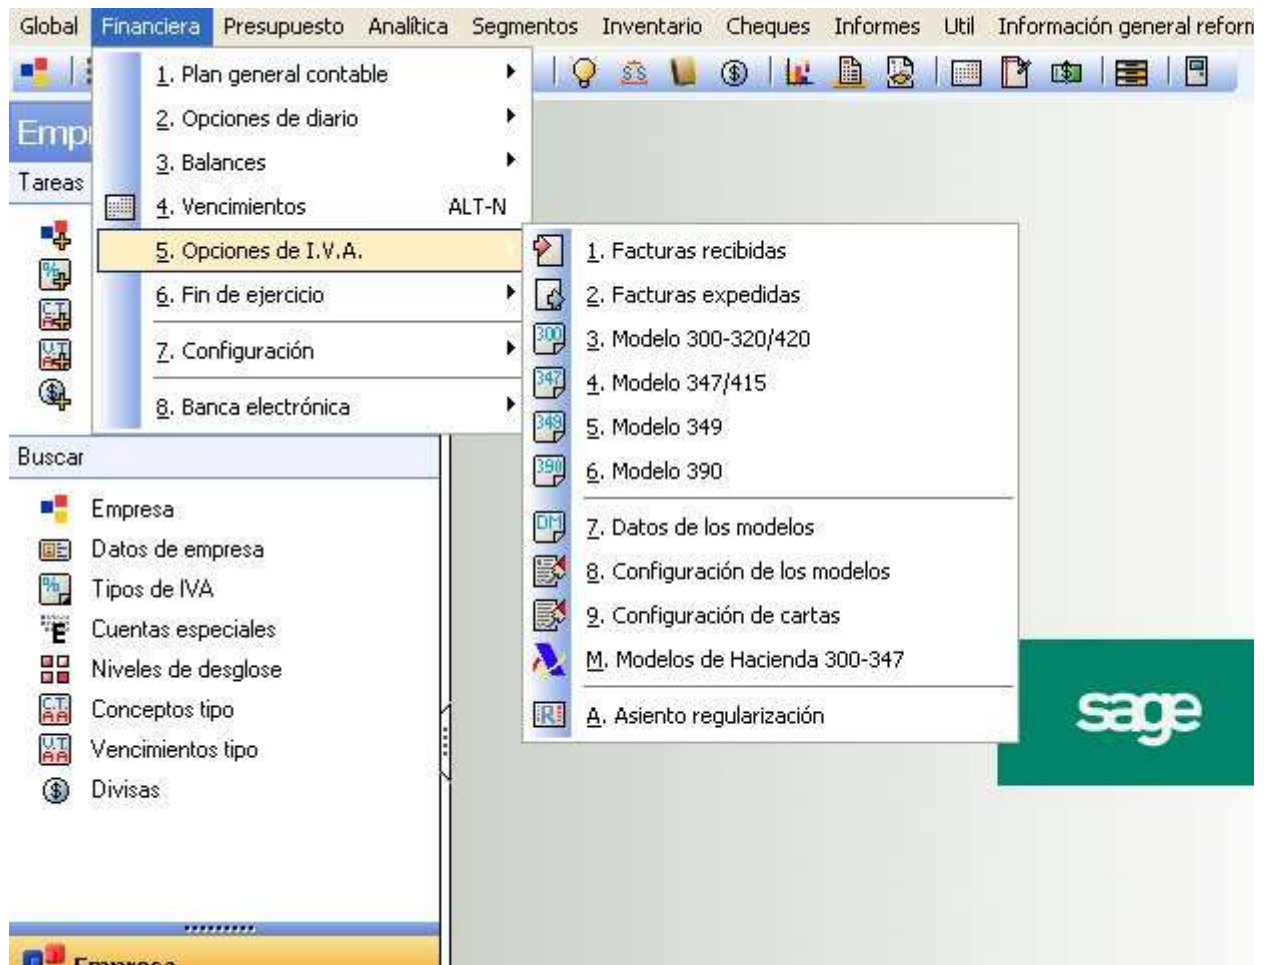 Global Financiera Presupuesto Analítica Segmentos Inventario Cheques Informes Util Información general reform
Empr
Tareas
1. Plan general contable
2. Opciones de diario
3. Balances
4. Vencimientos ALT-N
5. Opciones de I.V.A.
6. Fin de ejercicio
7. Configuración
8. Banca electrónica
1. Facturas recibidas
2. Facturas expedidas
3. Modelo 300-320/420
4. Modelo 347/415
5. Modelo 349
6. Modelo 390
7. Datos de los modelos
8. Configuración de los modelos
9. Configuración de cartas
M. Modelos de Hacienda 300-347
A. Asiento regularización
Buscar
Empresa
Datos de empresa
Tipos de IVA
Cuentas especiales
Niveles de desglose
Conceptos tipo
Vencimientos tipo
Divisas
sage
Empresa